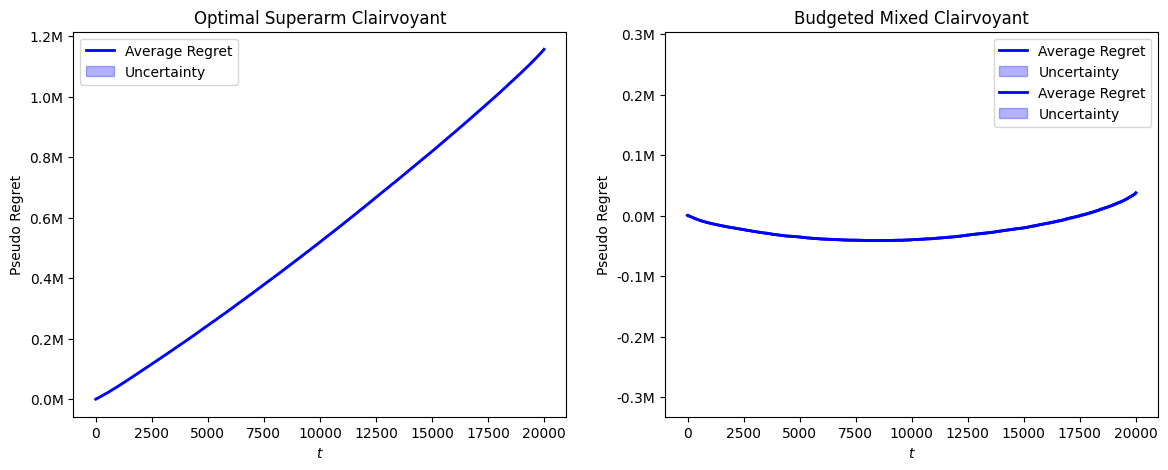 Optimal Superarm Clairvoyant
Average Regret
Uncertainty
1.2M
1.0M
0.8M
0.6M
0.4M
0.2M
0.0M
Pseudo Regret
0 2500 5000 7500 10000 12500 15000 17500 20000
t
Budgeted Mixed Clairvoyant
Average Regret
Uncertainty
Average Regret
Uncertainty
0.3M
0.2M
0.1M
0.0M
-0.1M
-0.2M
-0.3M
Pseudo Regret
0 2500 5000 7500 10000 12500 15000 17500 20000
t